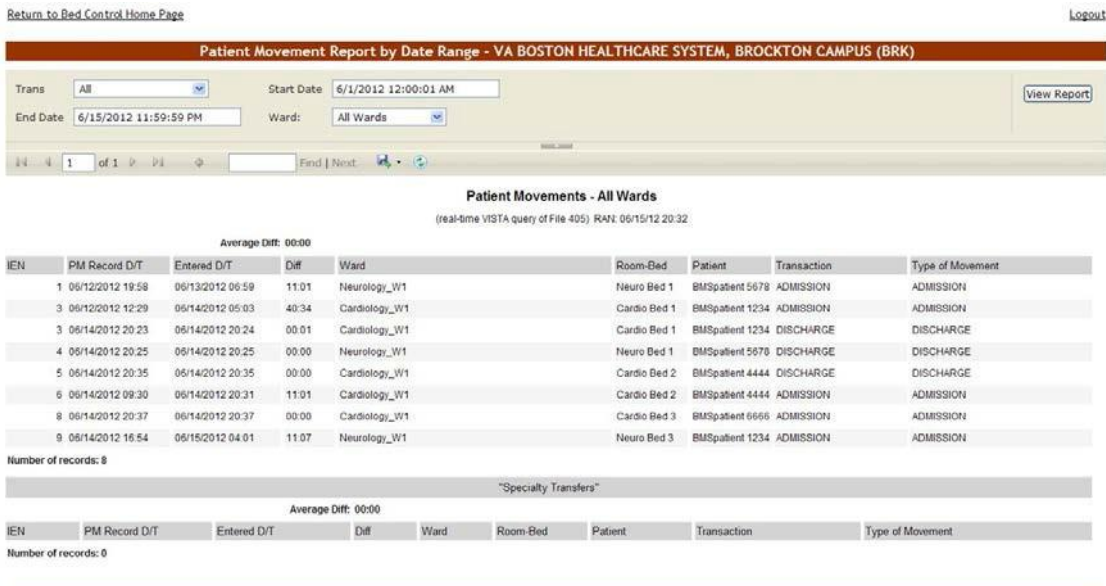 Return to Bed Control Home Page Logout
Patient Movement Report by Date Range - VA BOSTON HEALTHCARE SYSTEM, BROCKTON CAMPUS (BRK)
Trans All Start Date 6/1/2012 12:00:01 AM View Report
End Date 6/15/2012 11:59:59 PM Ward: All Wards
1 of 1 Find | Next
Patient Movements - All Wards
(real-time VISTA query of File 405) RAN: 06/15/12 20:32
Average Diff: 00:00
IEN PM Record D/T Entered D/T Diff Ward Room-Bed Patient Transaction Type of Movement
1 06/12/2012 19:58 06/13/2012 06:59 11:01 Neurology_W1 Neuro Bed 1 BMSpatient 5678 ADMISSION ADMISSION
3 06/12/2012 12:29 06/14/2012 05:03 40:34 Cardiology_W1 Cardio Bed 1 BMSpatient 1234 ADMISSION ADMISSION
3 06/14/2012 20:23 06/14/2012 20:24 00:01 Cardiology_W1 Cardio Bed 1 BMSpatient 1234 DISCHARGE DISCHARGE
4 06/14/2012 20:25 06/14/2012 20:25 00:00 Neurology_W1 Neuro Bed 1 BMSpatient 5678 DISCHARGE DISCHARGE
5 06/14/2012 20:35 06/14/2012 20:35 00:00 Cardiology_W1 Cardio Bed 2 BMSpatient 4444 DISCHARGE DISCHARGE
6 06/14/2012 09:30 06/14/2012 20:31 11:01 Cardiology_W1 Cardio Bed 2 BMSpatient 4444 ADMISSION ADMISSION
8 06/14/2012 20:37 06/14/2012 20:37 00:00 Cardiology_W1 Cardio Bed 3 BMSpatient 6666 ADMISSION ADMISSION
9 06/14/2012 16:54 06/15/2012 04:01 11:07 Neurology_W1 Neuro Bed 3 BMSpatient 1234 ADMISSION ADMISSION
Number of records: 8
"Specialty Transfers"
Average Diff: 00:00
IEN PM Record D/T Entered D/T Diff Ward Room-Bed Patient Transaction Type of Movement
Number of records: 0